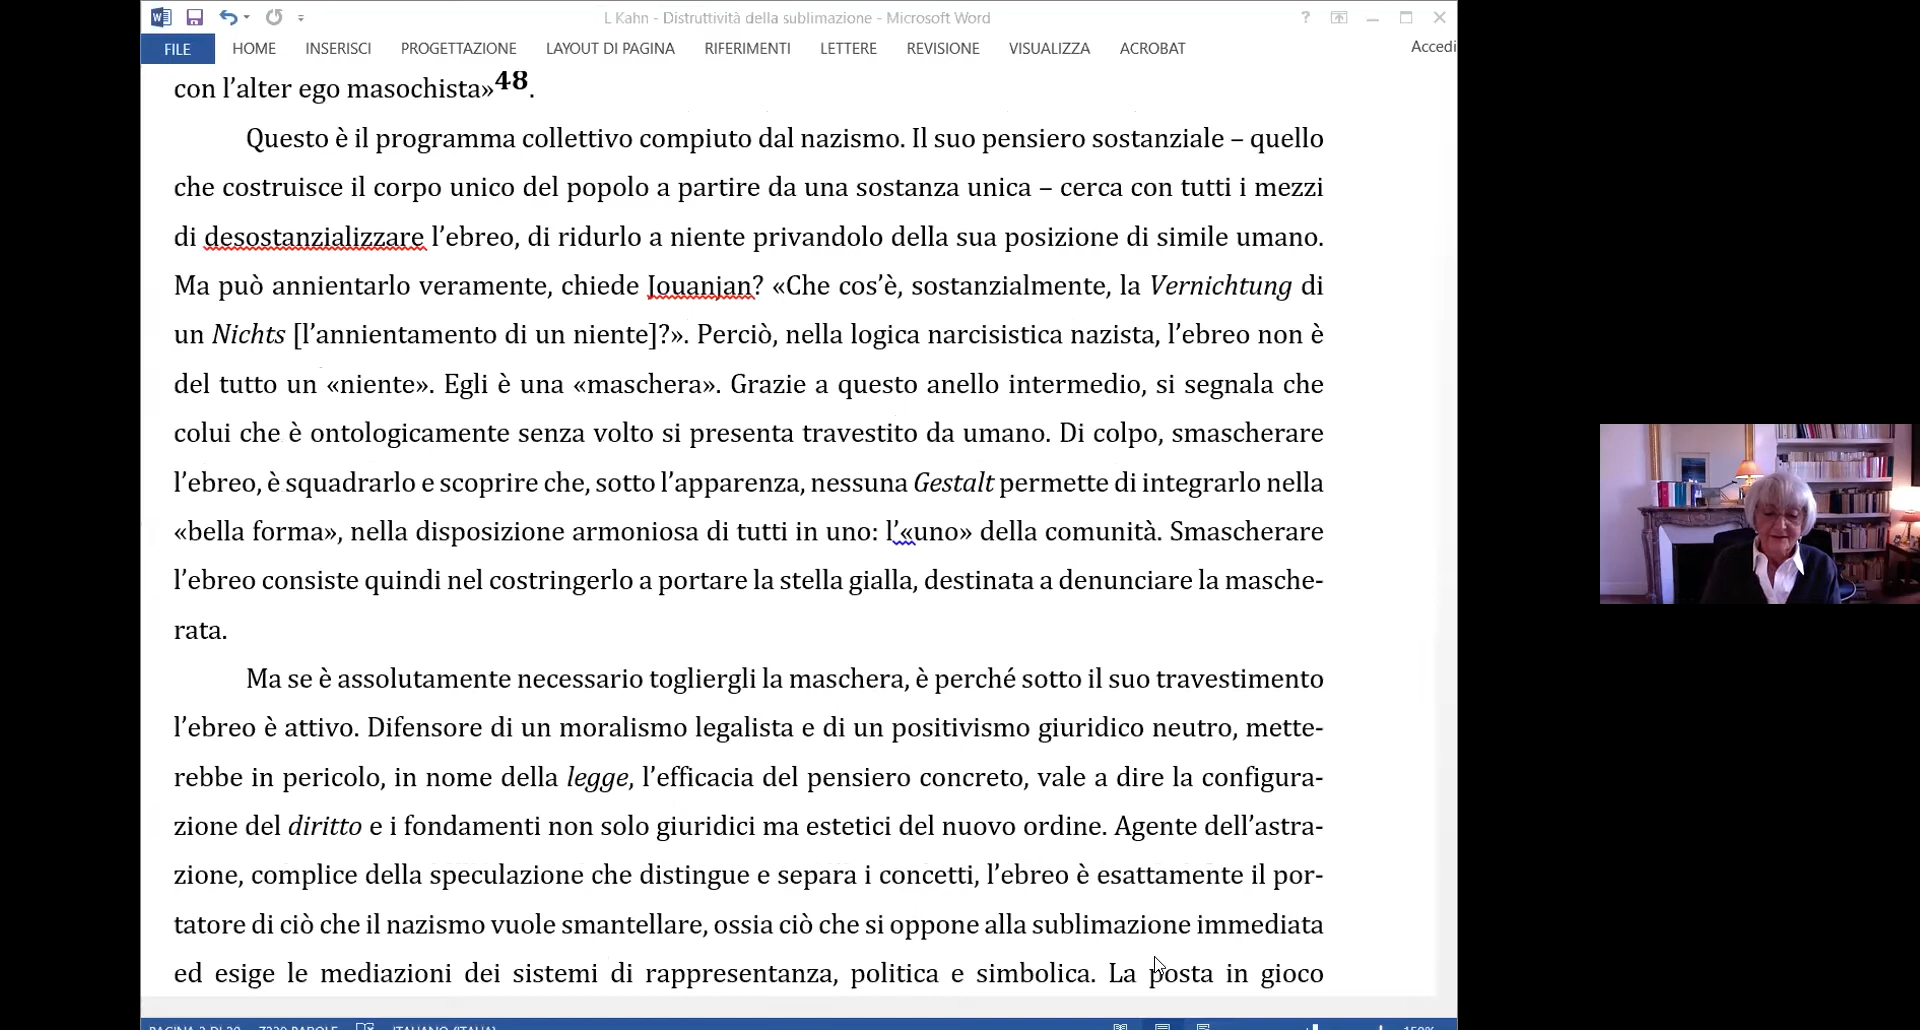 L Kahn - Distruttività della sublimazione - Microsoft Word
FILE HOME INSERISCI PROGETTAZIONE LAYOUT DI PAGINA RIFERIMENTI LETTERE REVISIONE VISUALIZZA ACROBAT Accedi
con l’alter ego masochista»48.
Questo è il programma collettivo compiuto dal nazismo. Il suo pensiero sostanziale – quello
che costruisce il corpo unico del popolo a partire da una sostanza unica – cerca con tutti i mezzi
di desostanzializzare l’ebreo, di ridurlo a niente privandolo della sua posizione di simile umano.
Ma può annientarlo veramente, chiede Jouanjan? «Che cos’è, sostanzialmente, la Vernichtung di
un Nichts [l’annientamento di un niente]?». Perciò, nella logica narcisistica nazista, l’ebreo non è
del tutto un «niente». Egli è una «maschera». Grazie a questo anello intermedio, si segnala che
colui che è ontologicamente senza volto si presenta travestito da umano. Di colpo, smascherare
l’ebreo, è squadrarlo e scoprire che, sotto l’apparenza, nessuna Gestalt permette di integrarlo nella
«bella forma», nella disposizione armoniosa di tutti in uno: l’«uno» della comunità. Smascherare
l’ebreo consiste quindi nel costringerlo a portare la stella gialla, destinata a denunciare la masche-
rata.
Ma se è assolutamente necessario togliergli la maschera, è perché sotto il suo travestimento
l’ebreo è attivo. Difensore di un moralismo legalista e di un positivismo giuridico neutro, mette-
rebbe in pericolo, in nome della legge, l’efficacia del pensiero concreto, vale a dire la configura-
zione del diritto e i fondamenti non solo giuridici ma estetici del nuovo ordine. Agente dell’astra-
zione, complice della speculazione che distingue e separa i concetti, l’ebreo è esattamente il por-
tatore di ciò che il nazismo vuole smantellare, ossia ciò che si oppone alla sublimazione immediata
ed esige le mediazioni dei sistemi di rappresentanza, politica e simbolica. La posta in gioco